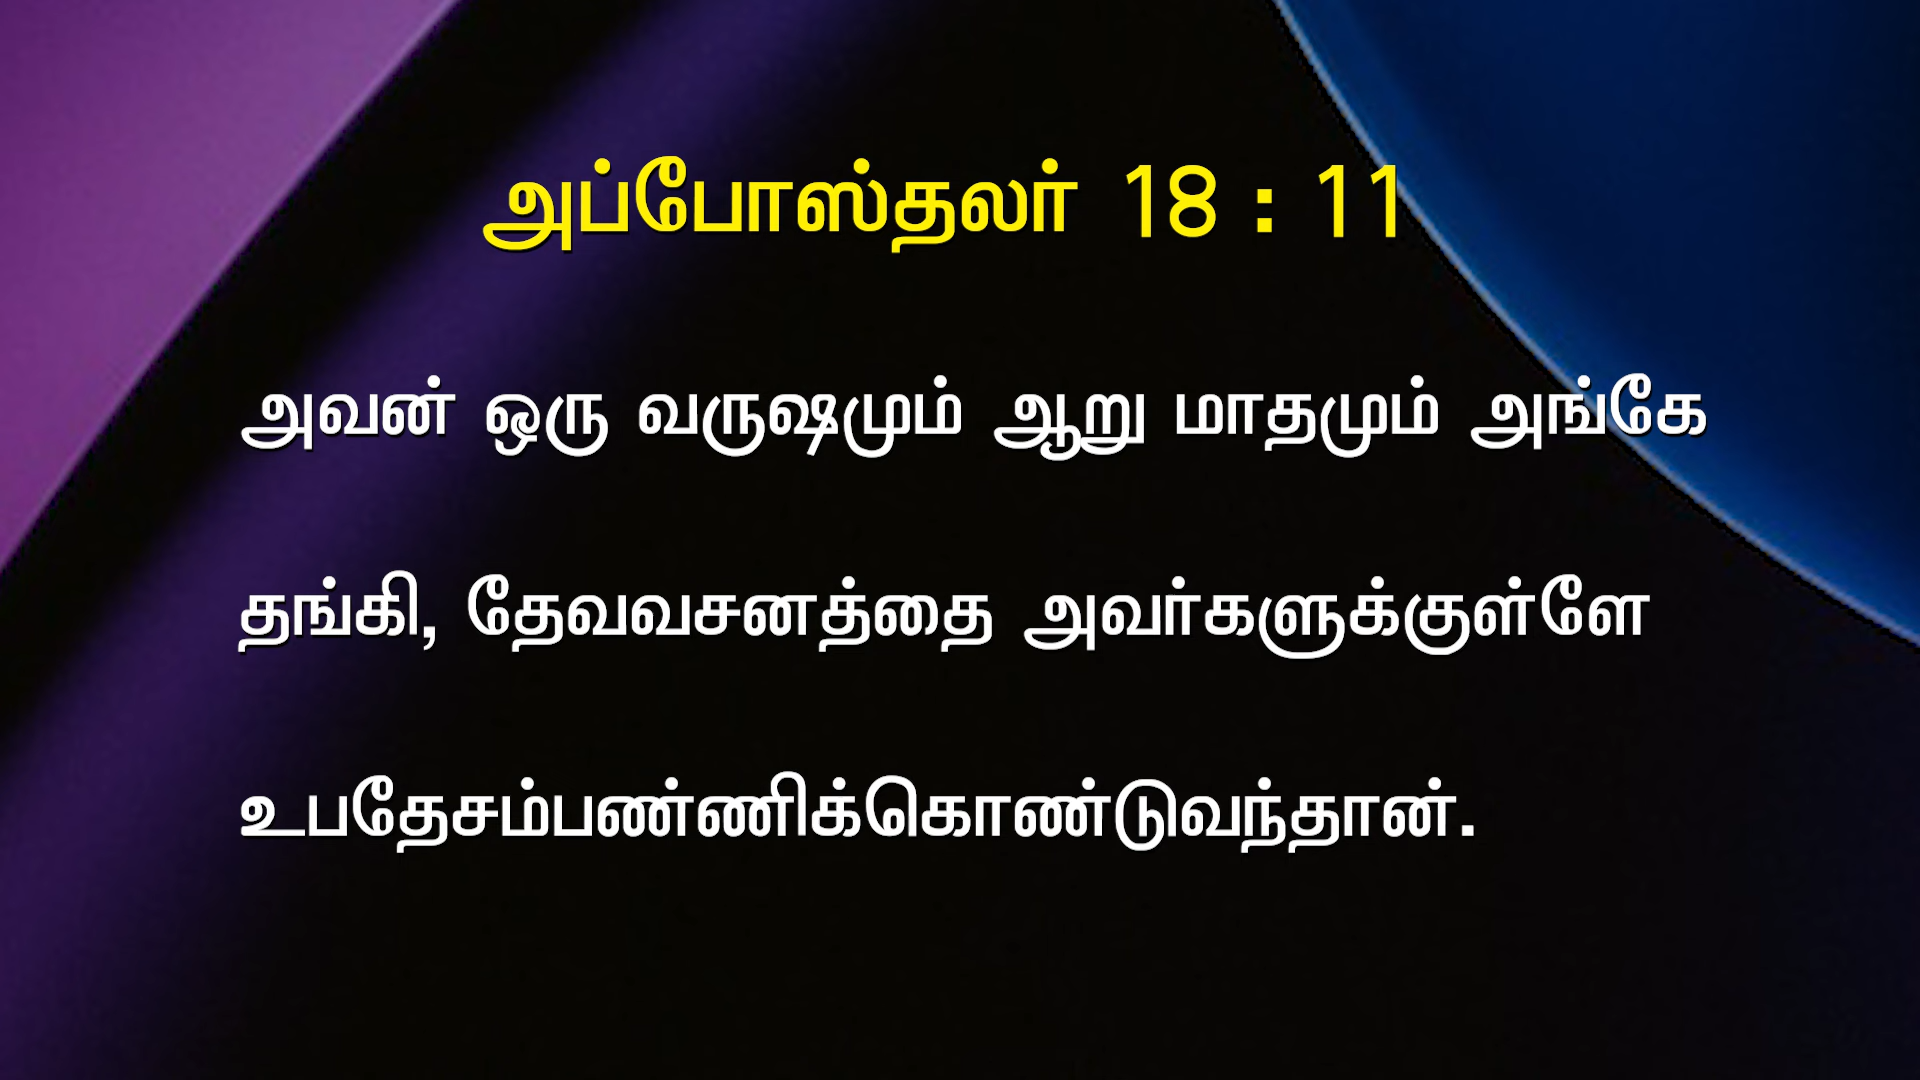 அப்போஸ்தலர் 18 : 11
அவன் ஒரு வருஷமும் ஆறு மாதமும் அங்கே
தங்கி, தேவவசனத்தை அவர்களுக்குள்ளே
உபதேசம்பண்ணிக்கொண்டுவந்தான்.